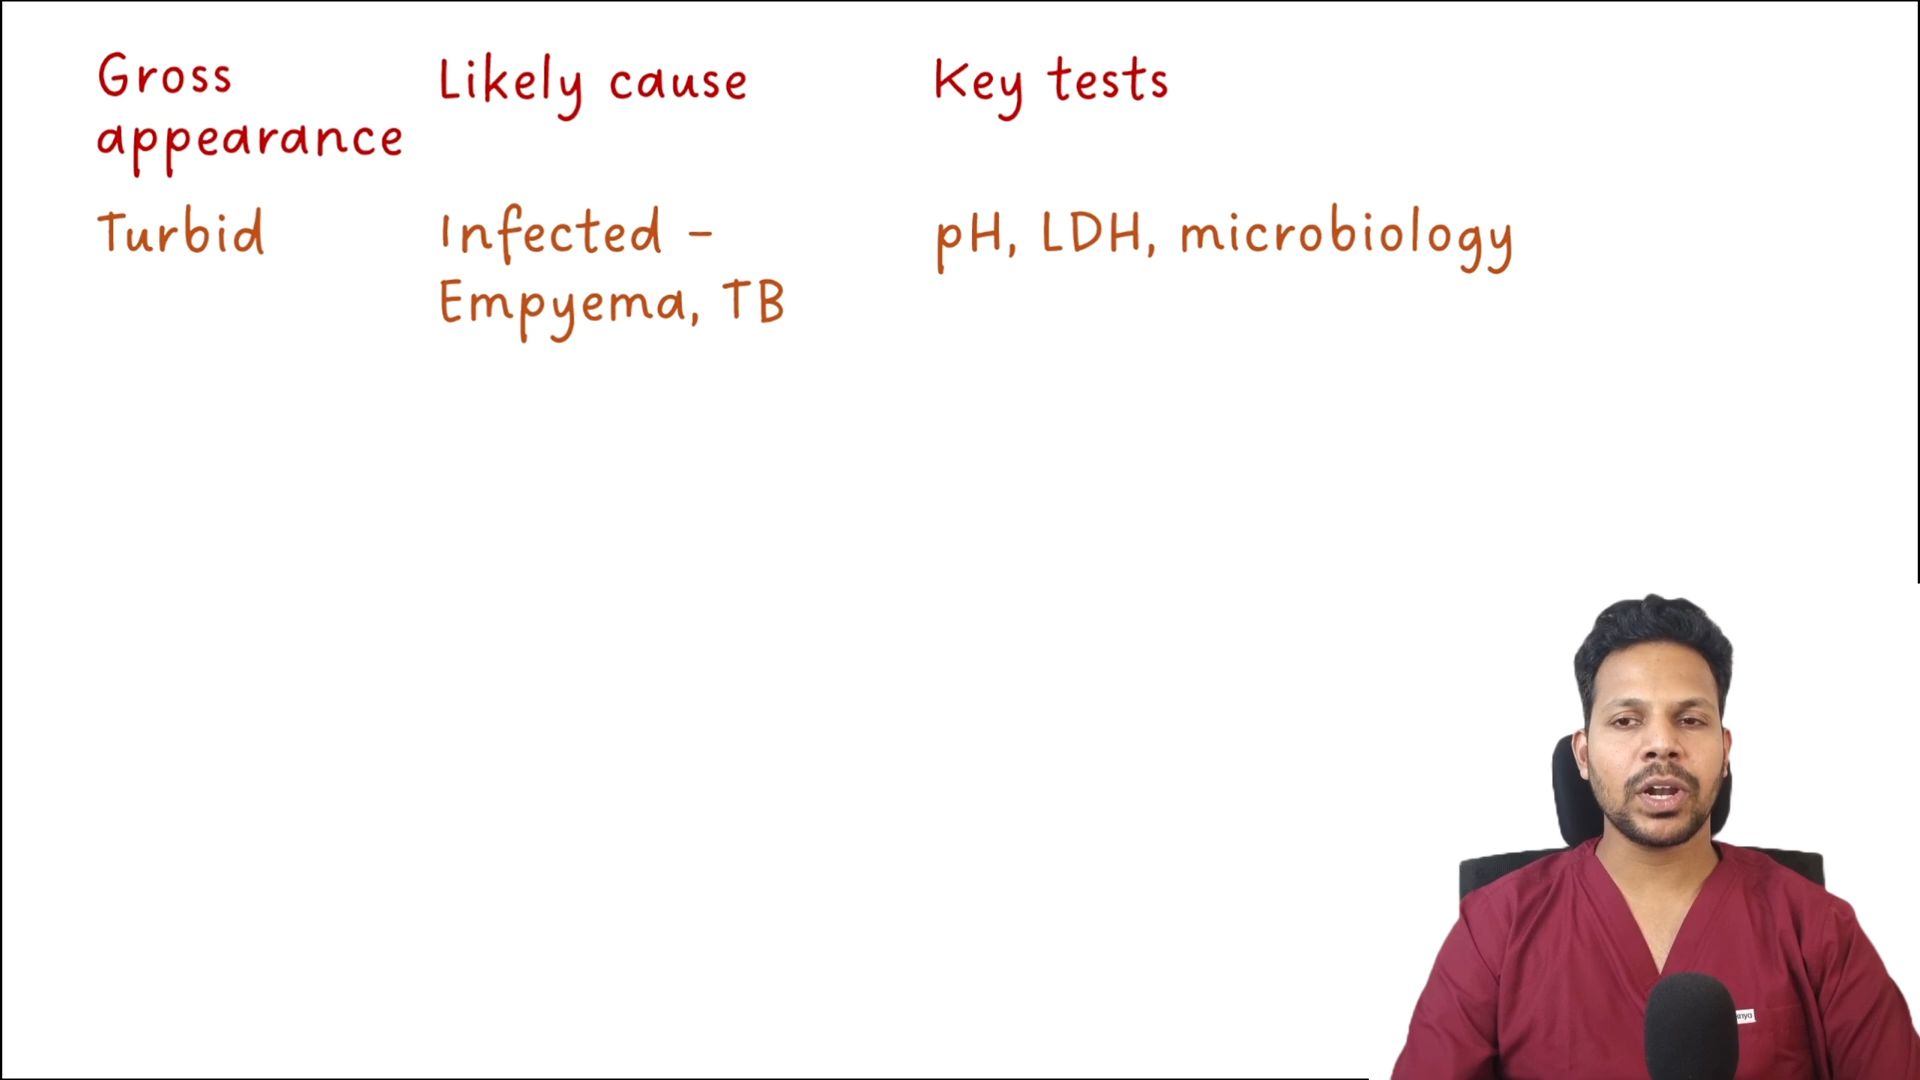 Gross appearance
Likely cause
Key tests
Turbid
Infected -
Empyema, TB
pH, LDH, microbiology